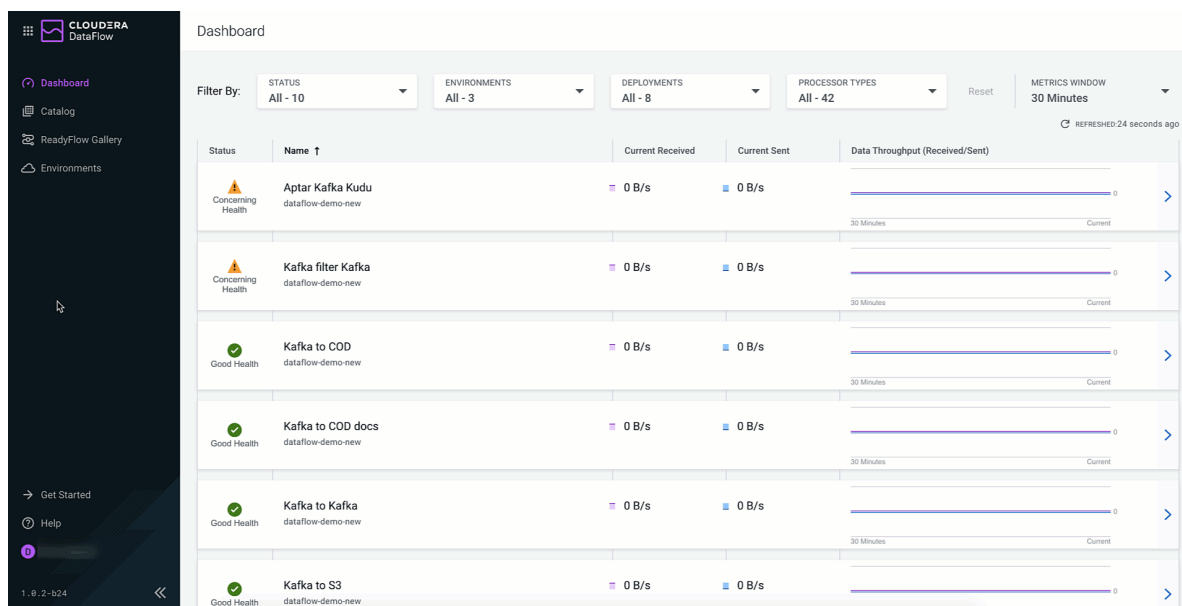 CLOUDERA
DataFlow
Dashboard
Catalog
ReadyFlow Gallery
Environments
Get Started
Help
D
1.0.2-b24
Dashboard
Filter By:
STATUS
All - 10
ENVIRONMENTS
All - 3
DEPLOYMENTS
All - 8
PROCESSOR TYPES
All - 42
Reset
METRICS WINDOW
30 Minutes
REFRESHED:24 seconds ago
Status Name ↑ Current Received Current Sent Data Throughput (Received/Sent)
Concerning Health
Aptar Kafka Kudu
dataflow-demo-new
0 B/s 0 B/s 0
30 Minutes Current
Concerning Health
Kafka filter Kafka
dataflow-demo-new
0 B/s 0 B/s 0
30 Minutes Current
Good Health
Kafka to COD
dataflow-demo-new
0 B/s 0 B/s 0
30 Minutes Current
Good Health
Kafka to COD docs
dataflow-demo-new
0 B/s 0 B/s 0
30 Minutes Current
Good Health
Kafka to Kafka
dataflow-demo-new
0 B/s 0 B/s 0
30 Minutes Current
Good Health
Kafka to S3
dataflow-demo-new
0 B/s 0 B/s 0